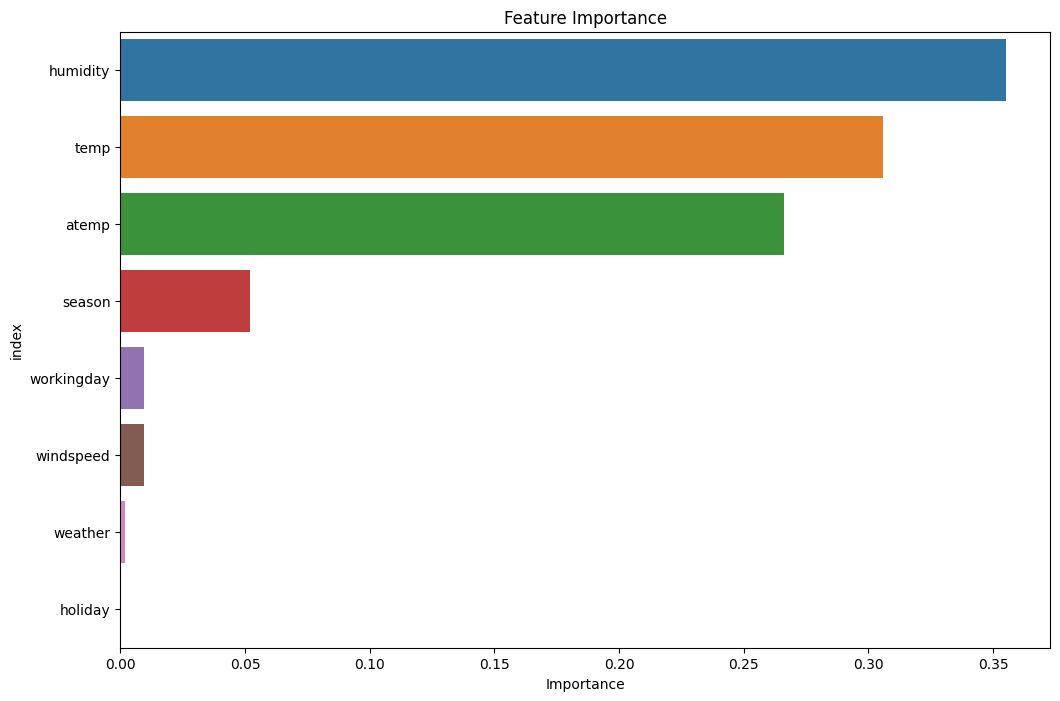 Feature Importance
humidity
temp
atemp
season
workingday
windspeed
weather
holiday
index
0.00 0.05 0.10 0.15 0.20 0.25 0.30 0.35
Importance